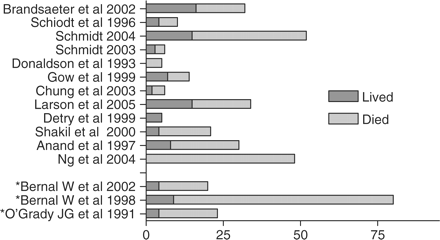 Brandsaeter et al 2002
Schiodt et al 1996
Schmidt 2004
Schmidt 2003
Donaldson et al 1993
Gow et al 1999
Chung et al 2003
Larson et al 2005
Detry et al 1999
Shakil et al 2000
Anand et al 1997
Ng et al 2004
*Bernal W et al 2002
*Bernal W et al 1998
*O'Grady JG et al 1991
Lived
Died
0 25 50 75